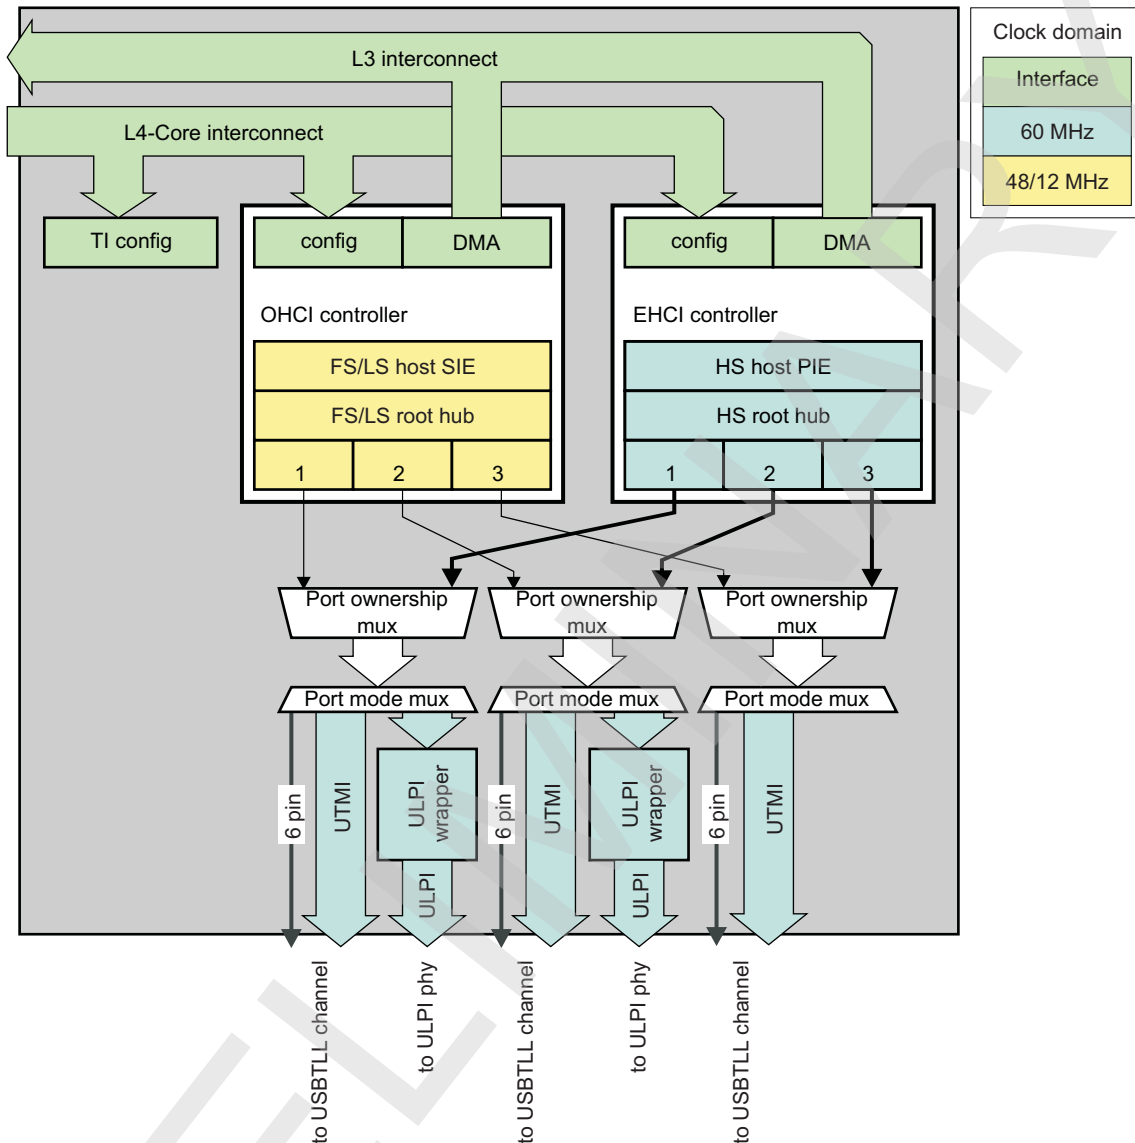 Clock domain
Interface
60 MHz
48/12 MHz
L3 interconnect
L4-Core interconnect
TI config
config
DMA
config
DMA
OHCI controller
EHCI controller
FS/LS host SIE
HS host PIE
FS/LS root hub
HS root hub
1
2
3
1
2
3
Port ownership
mux
Port ownership
mux
Port ownership
mux
Port mode mux
Port mode mux
Port mode mux
6 pin
UTMI
ULPI
wrapper
ULPI
6 pin
UTMI
ULPI
wrapper
ULPI
6 pin
UTMI
to USBTLL channel
to ULPI phy
to USBTLL channel
to ULPI phy
to USBTLL channel
ELIMINARY